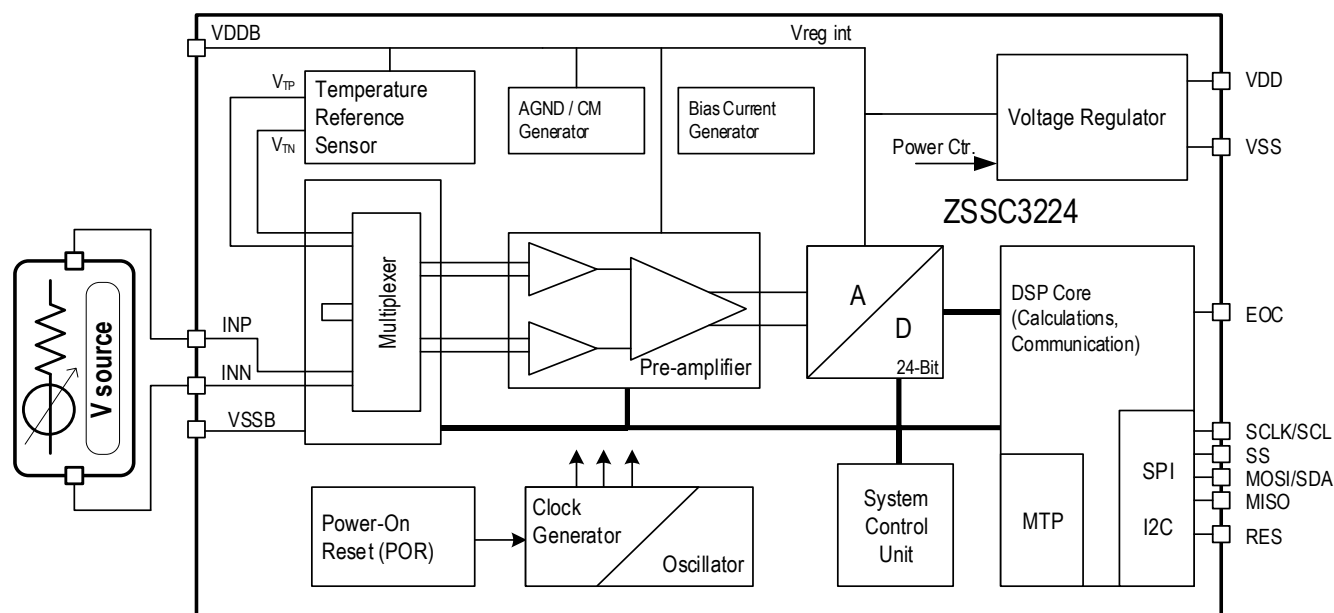 VDDB
Vreg int
VTP
Temperature
Reference
Sensor
VTN
AGND / CM
Generator
Bias Current
Generator
Voltage Regulator
Power Ctr.
VDD
VSS
ZSSC3224
V source
INP
INN
VSSB
Multiplexer
Pre-amplifier
A
D
24-Bit
DSP Core
(Calculations,
Communication)
EOC
SCLK/SCL
SS
MOSI/SDA
MISO
RES
SPI
I2C
MTP
Power-On
Reset (POR)
Clock
Generator
Oscillator
System
Control
Unit